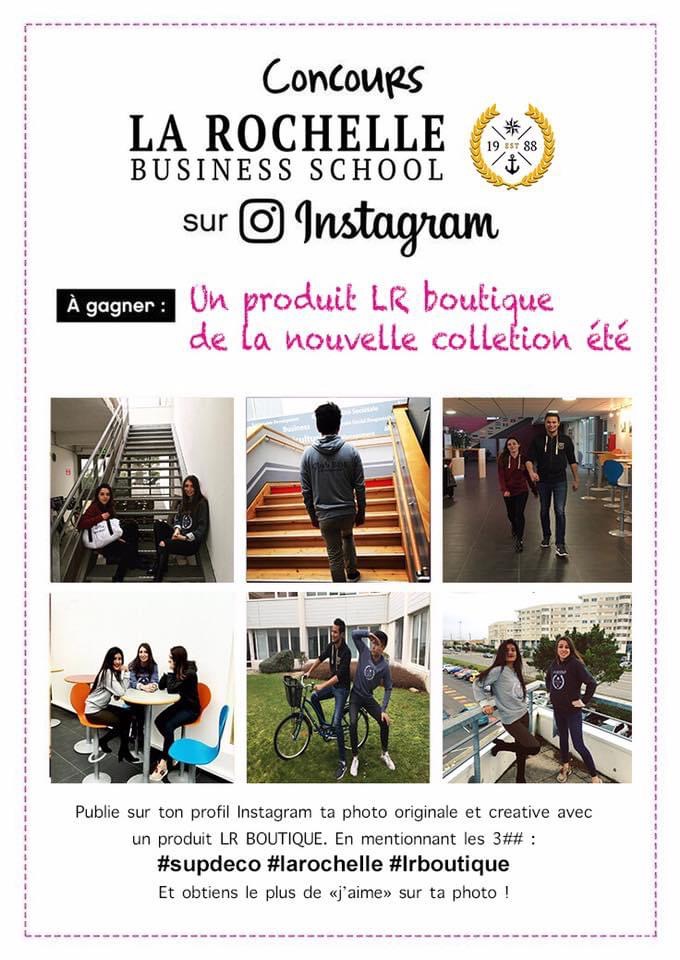 Concours
LA ROCHELLE
BUSINESS SCHOOL
19 EST 88
sur Instagram
À gagner :
Un produit LR boutique
de la nouvelle colletion été
Business
Publie sur ton profil Instagram ta photo originale et creative avec
un produit LR BOUTIQUE. En mentionnant les 3## :
#supdeco #larochelle #lrboutique
Et obtiens le plus de «j'aime» sur ta photo !